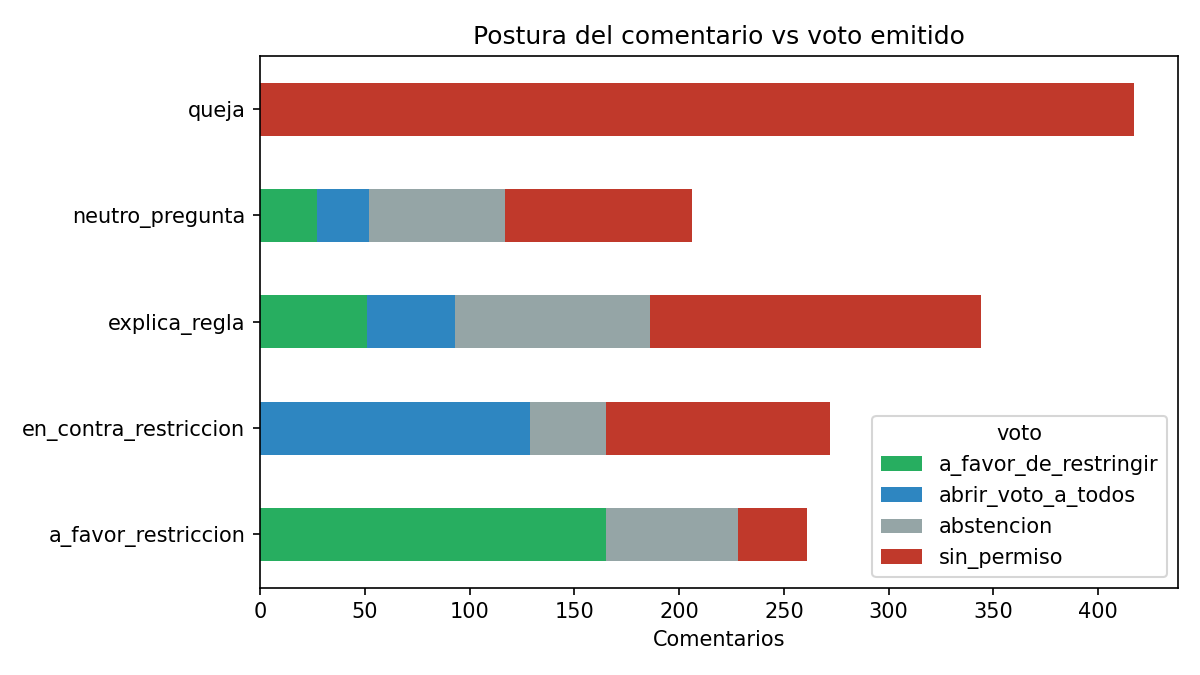 Postura del comentario vs voto emitido
queja
neutro_pregunta
explica_regla
en_contra_restriccion
a_favor_restriccion
voto
a_favor_de_restringir
abrir_voto_a_todos
abstencion
sin_permiso
0 50 100 150 200 250 300 350 400
Comentarios